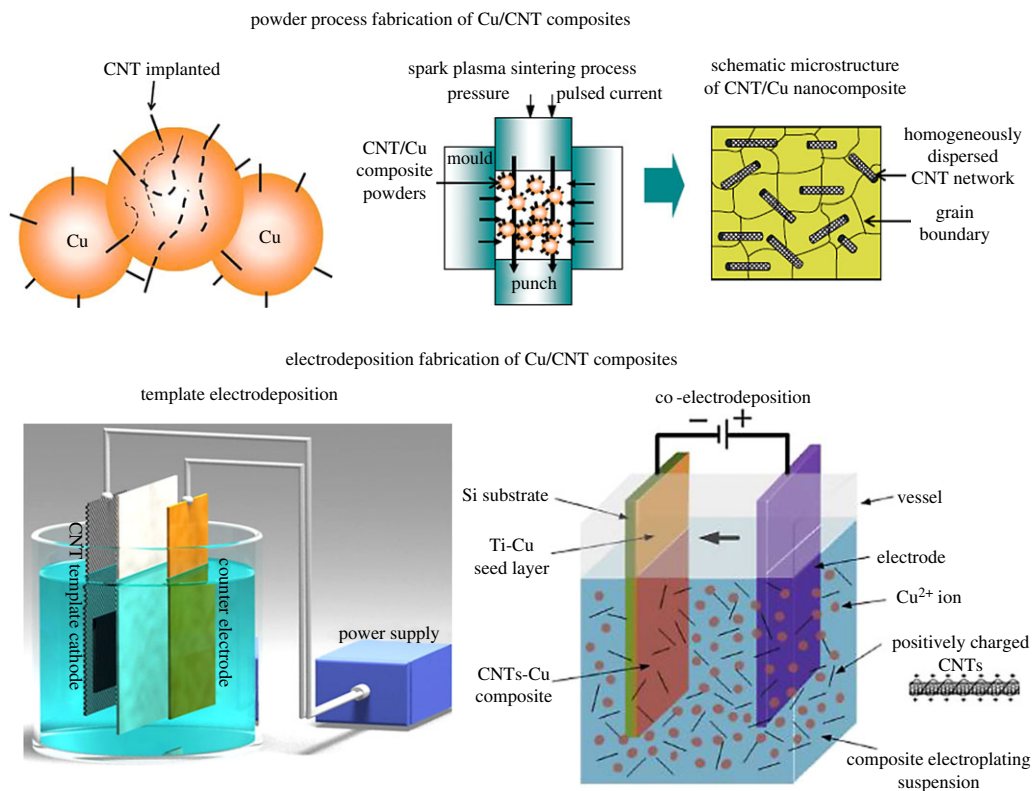 powder process fabrication of Cu/CNT composites
CNT implanted
Cu
Cu
spark plasma sintering process
pressure
pulsed current
CNT/Cu
composite
powders
mould
punch
schematic microstructure
of CNT/Cu nanocomposite
homogeneously
dispersed
CNT network
grain
boundary
electrodeposition fabrication of Cu/CNT composites
template electrodeposition
CNT template cathode
counter electrode
power supply
co-electrodeposition
− +
Si substrate
Ti-Cu
seed layer
CNTs-Cu
composite
vessel
electrode
Cu²⁺ ion
positively charged
CNTs
composite electroplating
suspension